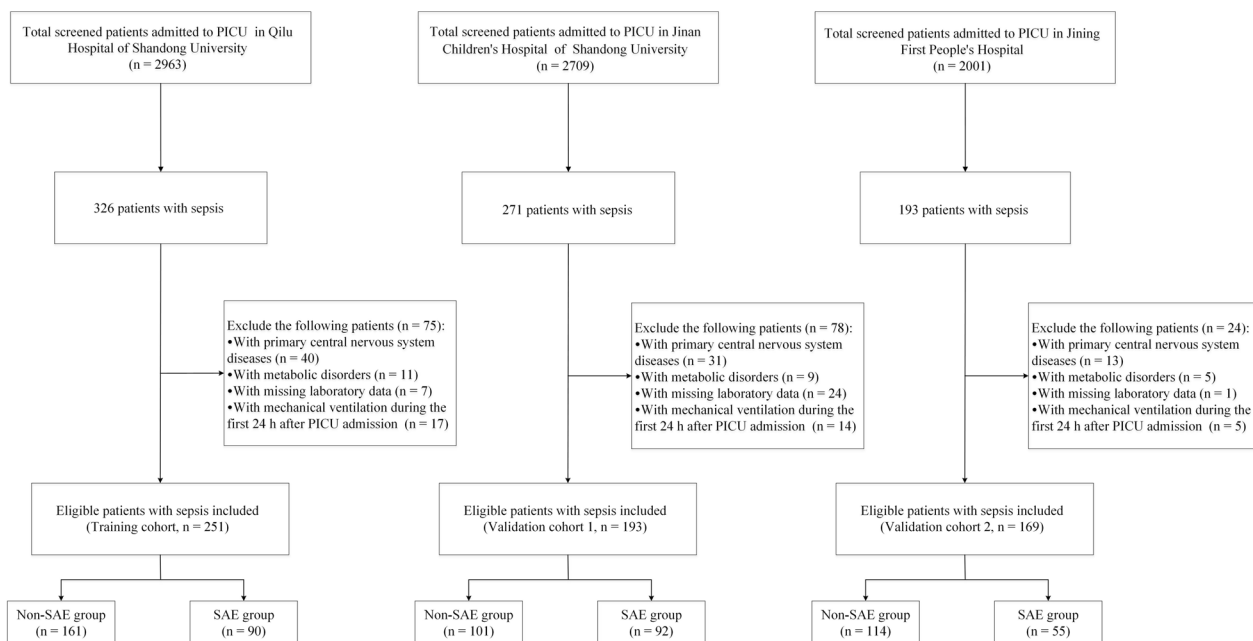 Total screened patients admitted to PICU in Qilu
Hospital of Shandong University
(n = 2963)
326 patients with sepsis
Exclude the following patients (n = 75):
•With primary central nervous system
diseases (n = 40)
•With metabolic disorders (n = 11)
•With missing laboratory data (n = 7)
•With mechanical ventilation during the
first 24 h after PICU admission (n = 17)
Eligible patients with sepsis included
(Training cohort, n = 251)
Non-SAE group
(n = 161)
SAE group
(n = 90)
Total screened patients admitted to PICU in Jinan
Children's Hospital of Shandong University
(n = 2709)
271 patients with sepsis
Exclude the following patients (n = 78):
•With primary central nervous system
diseases (n = 31)
•With metabolic disorders (n = 9)
•With missing laboratory data (n = 24)
•With mechanical ventilation during the
first 24 h after PICU admission (n = 14)
Eligible patients with sepsis included
(Validation cohort 1, n = 193)
Non-SAE group
(n = 101)
SAE group
(n = 92)
Total screened patients admitted to PICU in Jining
First People's Hospital
(n = 2001)
193 patients with sepsis
Exclude the following patients (n = 24):
•With primary central nervous system
diseases (n = 13)
•With metabolic disorders (n = 5)
•With missing laboratory data (n = 1)
•With mechanical ventilation during the
first 24 h after PICU admission (n = 5)
Eligible patients with sepsis included
(Validation cohort 2, n = 169)
Non-SAE group
(n = 114)
SAE group
(n = 55)